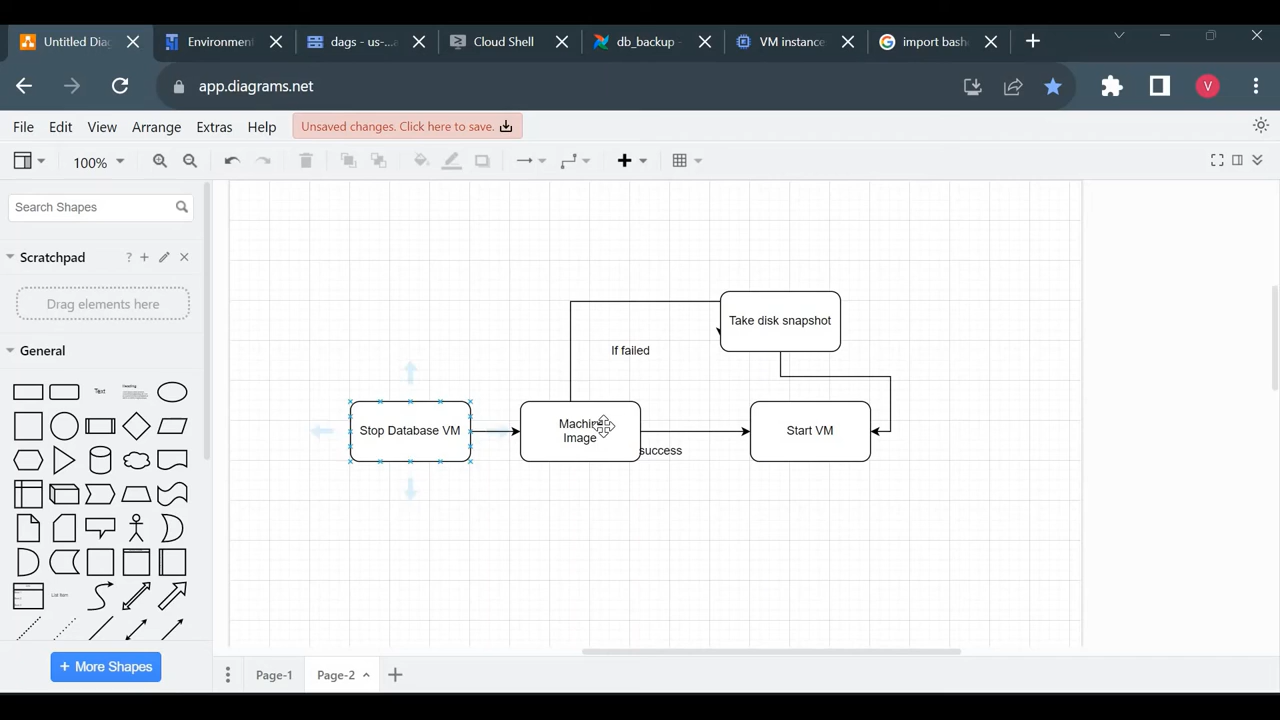 Untitled Dia
Environment
dags - us-...
Cloud Shell
db_backup -
VM instance
import bash
app.diagrams.net
V
File
Edit
View
Arrange
Extras
Help
Unsaved changes. Click here to save.
100%
Search Shapes
Scratchpad
?
Drag elements here
General
Text
Heading
List Item
Take disk snapshot
If failed
Stop Database VM
Machine
Image
success
Start VM
+ More Shapes
Page-1
Page-2